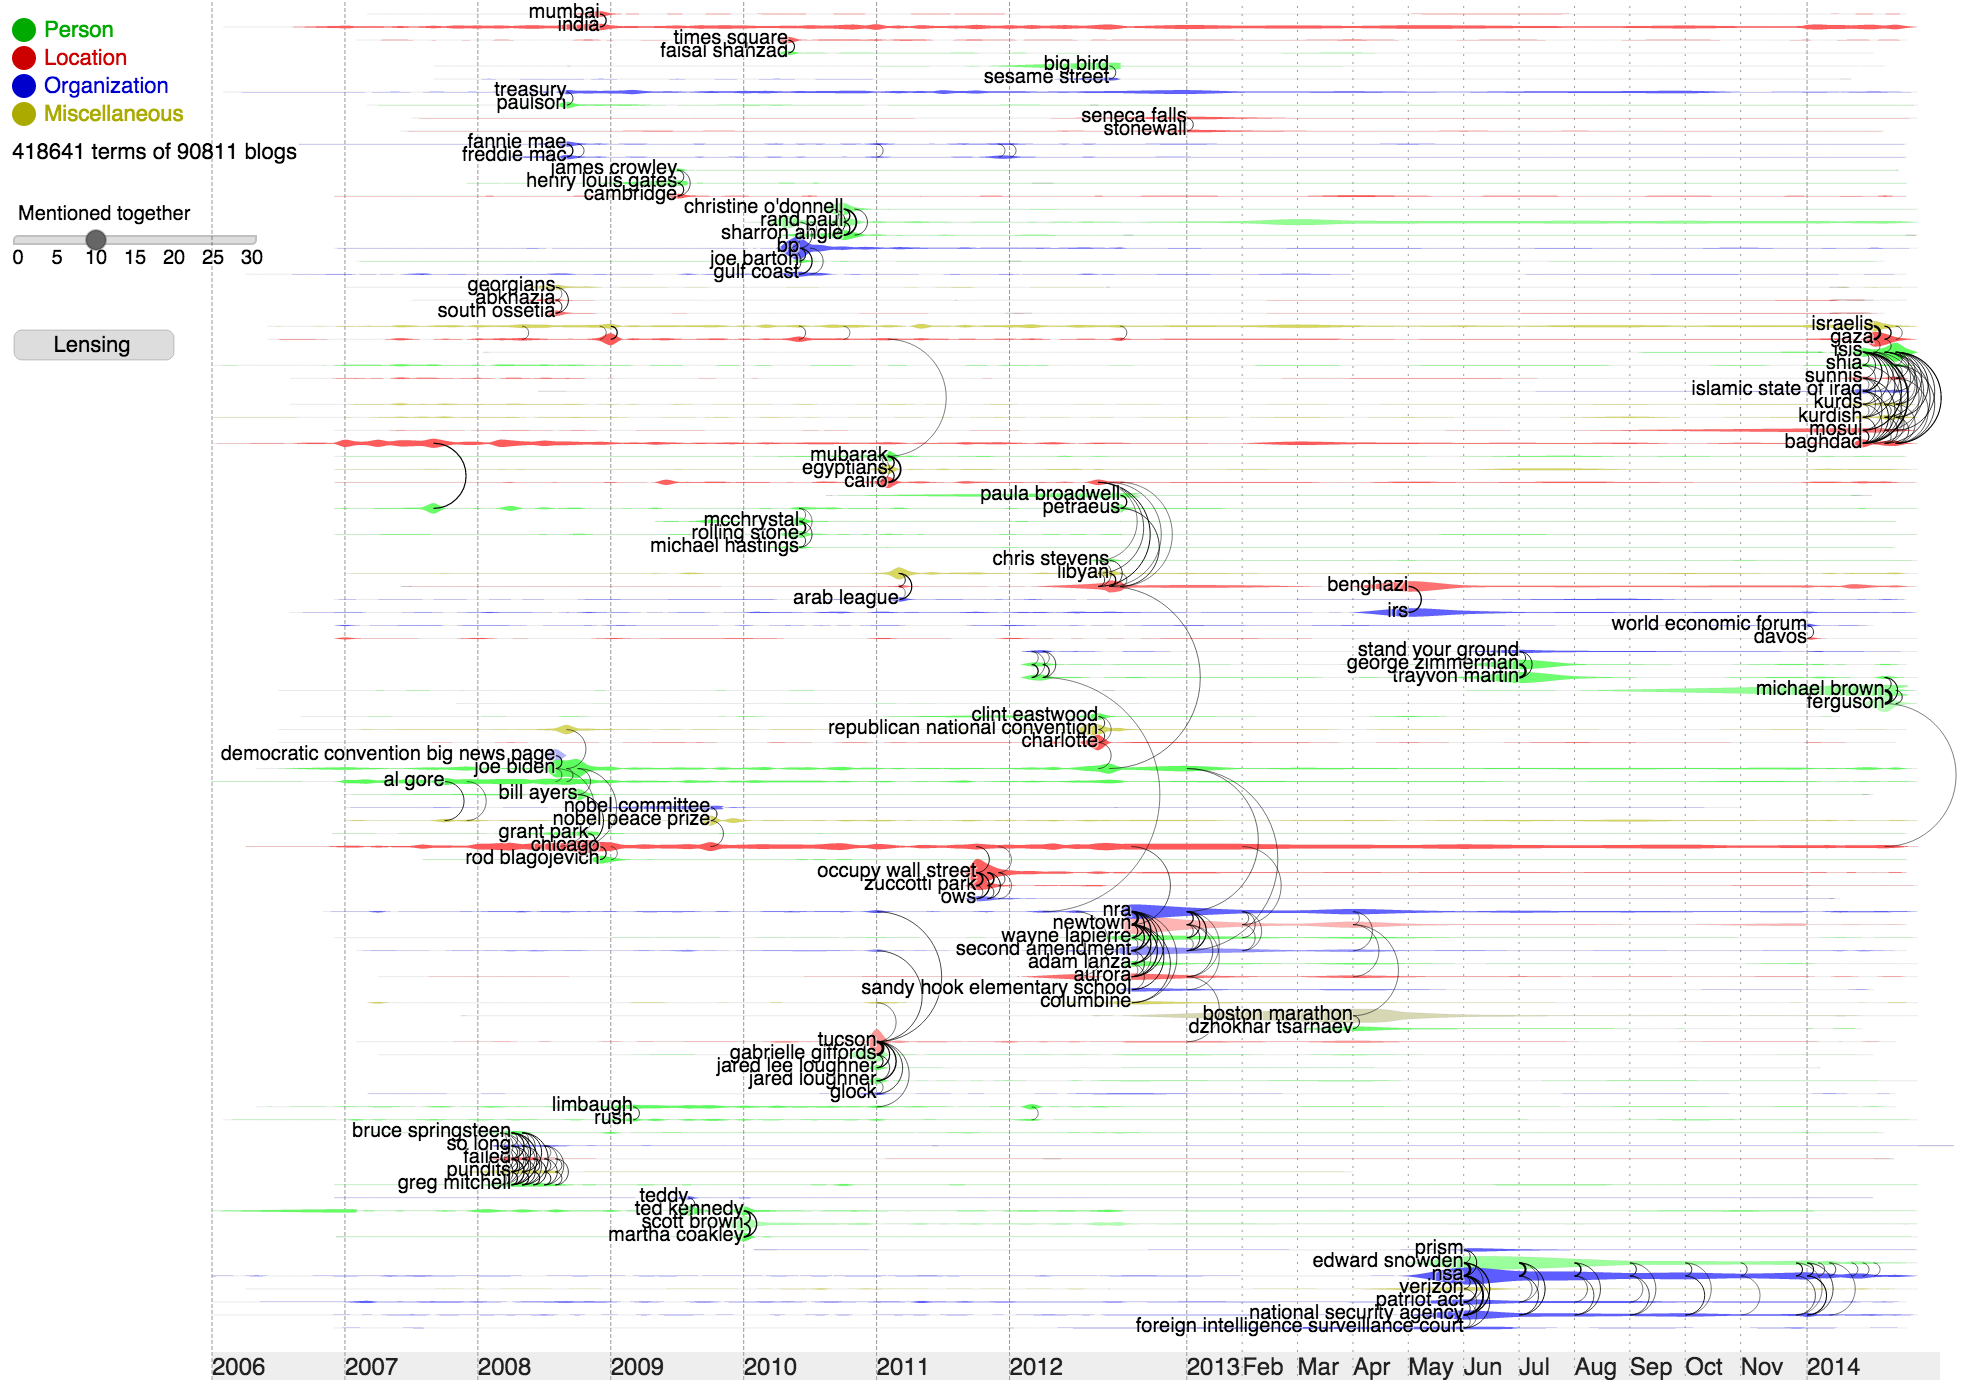 Person
Location
Organization
Miscellaneous
418641 terms of 90811 blogs
Mentioned together
0 5 10 15 20 25 30
Lensing
mumbai
india
times square
faisal shahzad
big bird
sesame street
treasury
paulson
seneca falls
stonewall
fannie mae
freddie mac
james crowley
henry louis gates
cambridge
christine o'donnell
rand paul
sharron angle
bp
joe barton
gulf coast
georgians
abkhazia
south ossetia
israelis
gaza
isis
shia
sunnis
islamic state of iraq
kurds
kurdish
mosul
baghdad
mubarak
egyptians
cairo
paula broadwell
petraeus
mcchrystal
rolling stone
michael hastings
chris stevens
libyan
benghazi
arab league
irs
world economic forum
davos
stand your ground
george zimmerman
trayvon martin
michael brown
ferguson
clint eastwood
republican national convention
charlotte
democratic convention big news page
joe biden
al gore
bill ayers
nobel committee
nobel peace prize
grant park
chicago
rod blagojevich
occupy wall street
zuccotti park
ows
nra
newtown
wayne lapierre
second amendment
adam lanza
aurora
sandy hook elementary school
columbine
boston marathon
dzhokhar tsarnaev
tucson
gabrielle giffords
jared lee loughner
jared loughner
glock
limbaugh
rush
bruce springsteen
so long
failed
pundits
greg mitchell
teddy
ted kennedy
scott brown
martha coakley
prism
edward snowden
nsa
verizon
patriot act
national security agency
foreign intelligence surveillance court
2006 2007 2008 2009 2010 2011 2012 2013 Feb Mar Apr May Jun Jul Aug Sep Oct Nov 2014